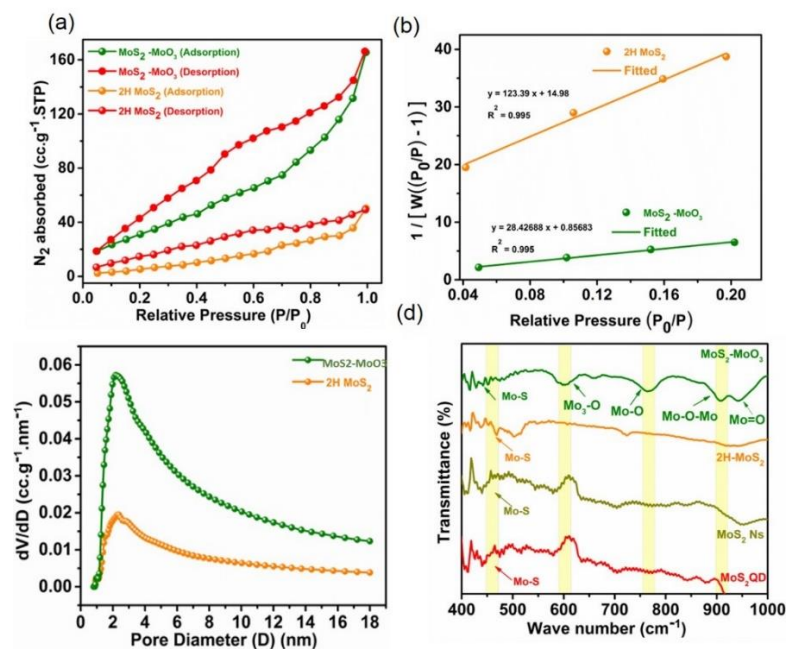 (a)
MoS2 -MoO3 (Adsorption)
MoS2 -MoO3 (Desorption)
2H MoS2 (Adsorption)
2H MoS2 (Desorption)
160
120
80
40
0
N2 absorbed (cc.g-1.STP)
0.0 0.2 0.4 0.6 0.8 1.0
Relative Pressure (P/P0)
(b)
2H MoS2
Fitted
y = 123.39 x + 14.98
R2 = 0.995
MoS2 -MoO3
Fitted
y = 28.42688 x + 0.85683
R2 = 0.995
40
30
20
10
0
1 / [ W((P0/P) - 1) ]
0.04 0.08 0.12 0.16 0.20
Relative Pressure (P0/P)
MoS2-MoO3
2H MoS2
0.06
0.05
0.04
0.03
0.02
0.01
0.00
dV/dD (cc.g-1.nm-1)
0 2 4 6 8 10 12 14 16 18
Pore Diameter (D) (nm)
(d)
MoS2-MoO3
Mo-S
Mo3-O
Mo-O
Mo-O-Mo
Mo=O
2H-MoS2
Mo-S
MoS2 Ns
Mo-S
MoS2QD
Mo-S
Transmittance (%)
400 500 600 700 800 900 1000
Wave number (cm-1)